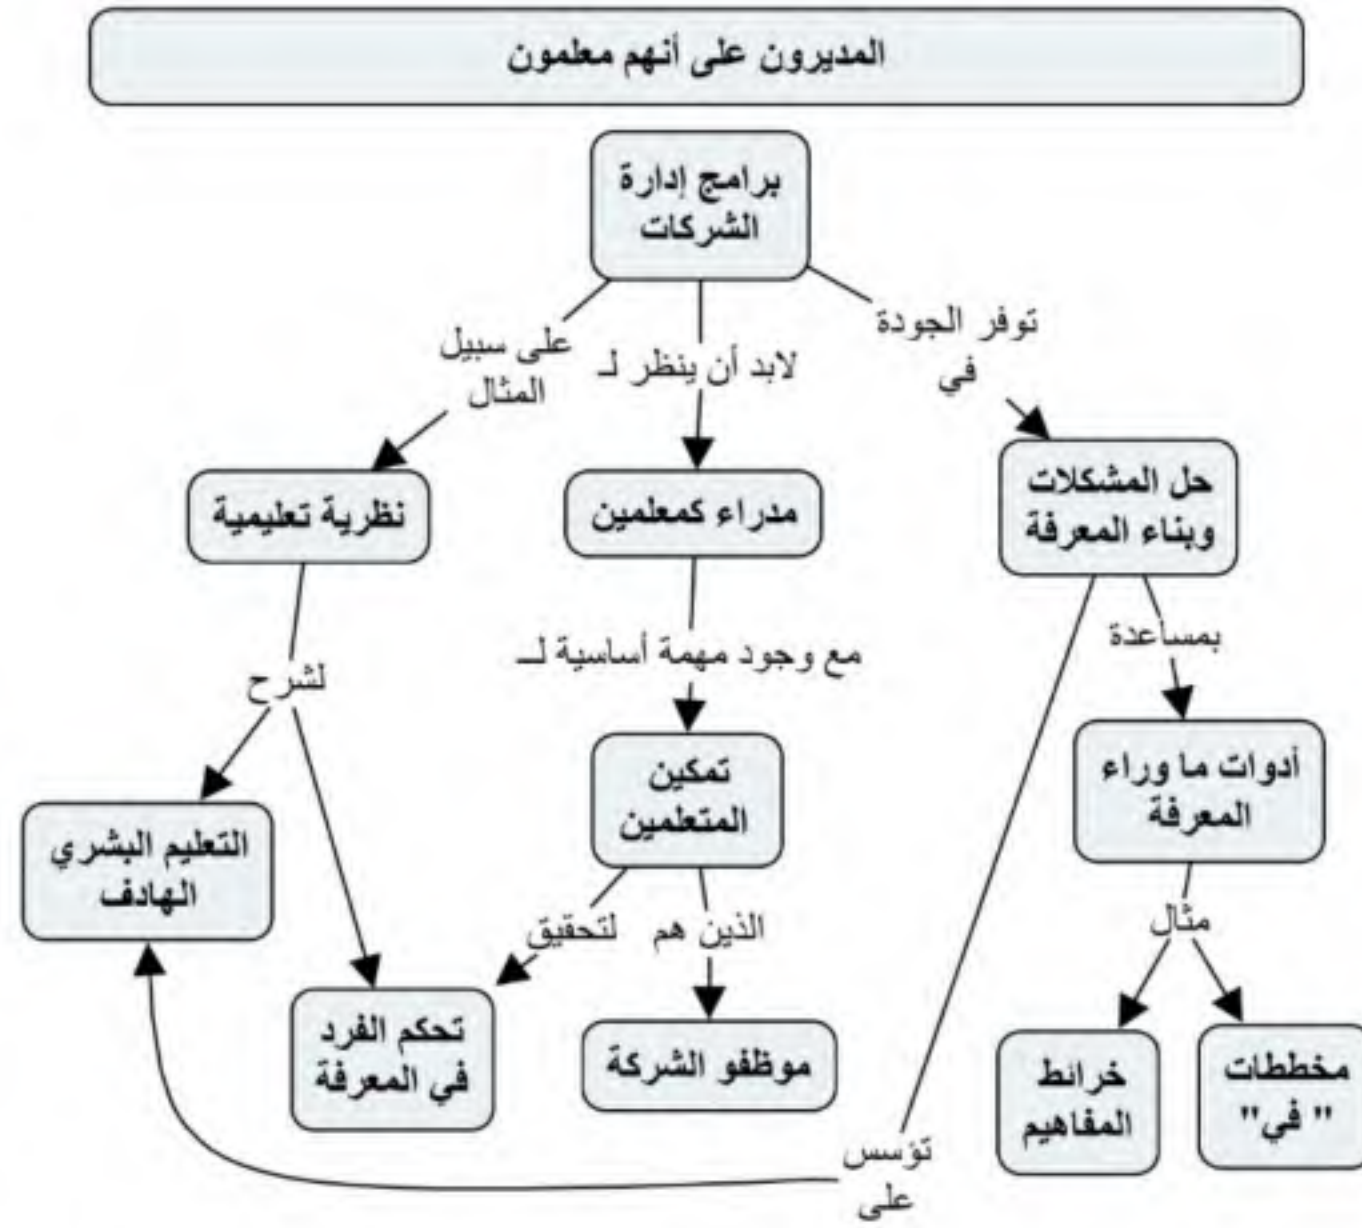 المديرون على أنهم معلمون
برامج إدارة
الشركات
توفر الجودة
في
لابد أن ينظر لـ
على سبيل
المثال
حل المشكلات
وبناء المعرفة
مدراء كمعلمين
نظرية تعليمية
بمساعدة
مع وجود مهمة أساسية لــ
لشرح
أدوات ما وراء
المعرفة
تمكين
المتعلمين
التعليم البشري
الهادف
مثال
الذين هم
لتحقيق
مخططات
" في"
خرائط
المفاهيم
موظفو الشركة
تحكم الفرد
في المعرفة
تؤسس
على